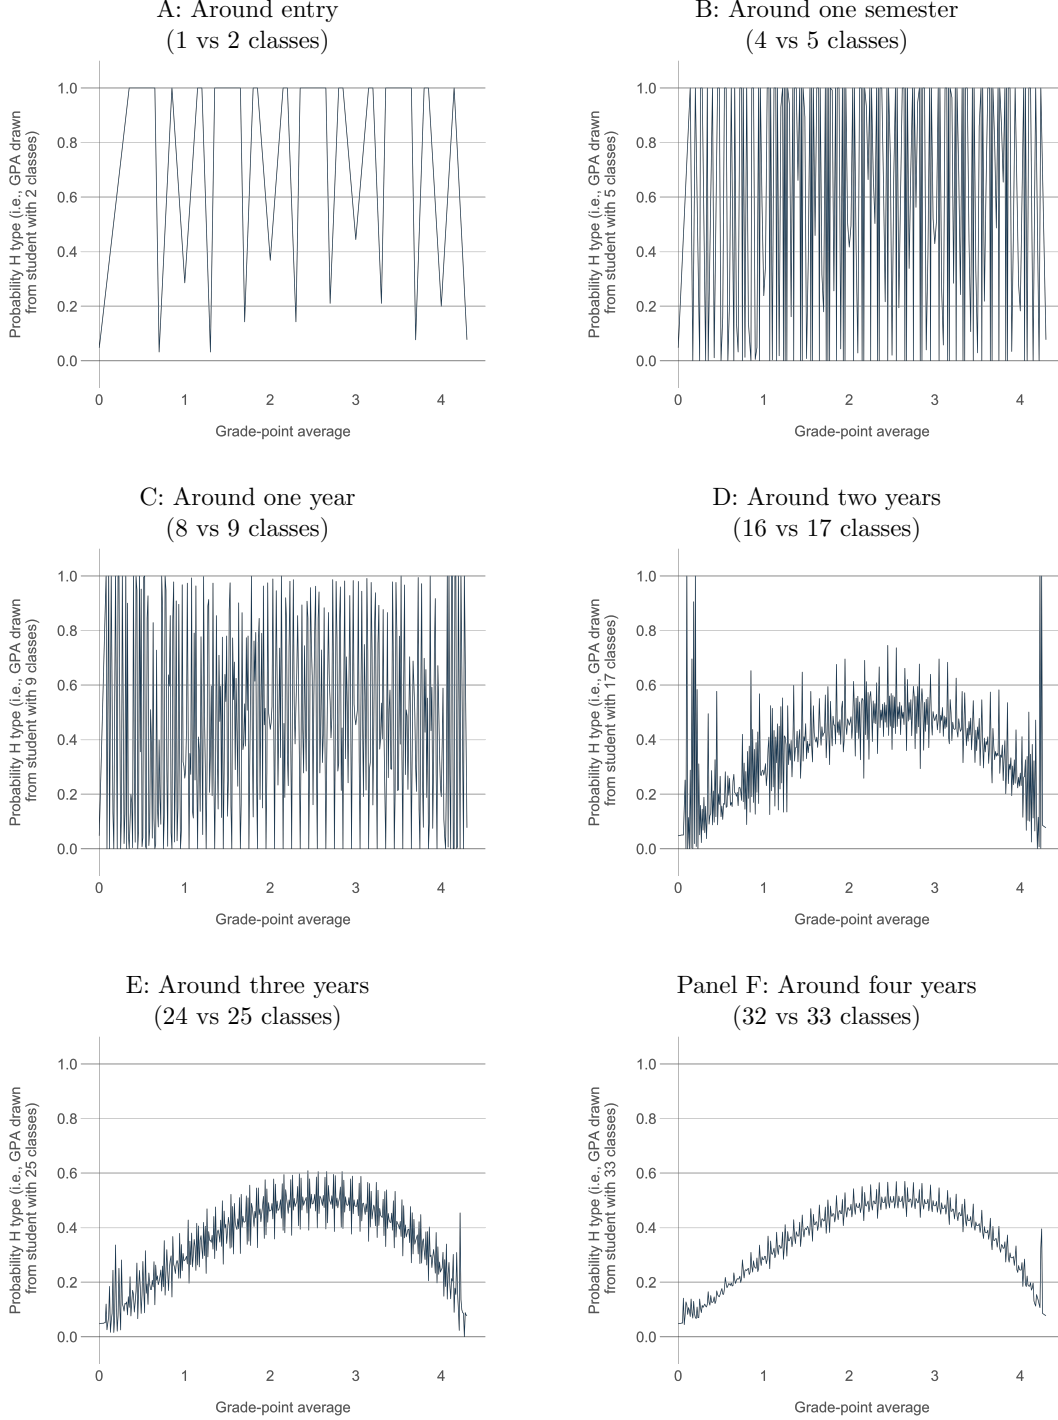 A: Around entry
(1 vs 2 classes)
Probability H type (i.e., GPA drawn
from student with 2 classes)
1.0
0.8
0.6
0.4
0.2
0.0
0 1 2 3 4
Grade-point average
B: Around one semester
(4 vs 5 classes)
Probability H type (i.e., GPA drawn
from student with 5 classes)
1.0
0.8
0.6
0.4
0.2
0.0
0 1 2 3 4
Grade-point average
C: Around one year
(8 vs 9 classes)
Probability H type (i.e., GPA drawn
from student with 9 classes)
1.0
0.8
0.6
0.4
0.2
0.0
0 1 2 3 4
Grade-point average
D: Around two years
(16 vs 17 classes)
Probability H type (i.e., GPA drawn
from student with 17 classes)
1.0
0.8
0.6
0.4
0.2
0.0
0 1 2 3 4
Grade-point average
E: Around three years
(24 vs 25 classes)
Probability H type (i.e., GPA drawn
from student with 25 classes)
1.0
0.8
0.6
0.4
0.2
0.0
0 1 2 3 4
Grade-point average
Panel F: Around four years
(32 vs 33 classes)
Probability H type (i.e., GPA drawn
from student with 33 classes)
1.0
0.8
0.6
0.4
0.2
0.0
0 1 2 3 4
Grade-point average